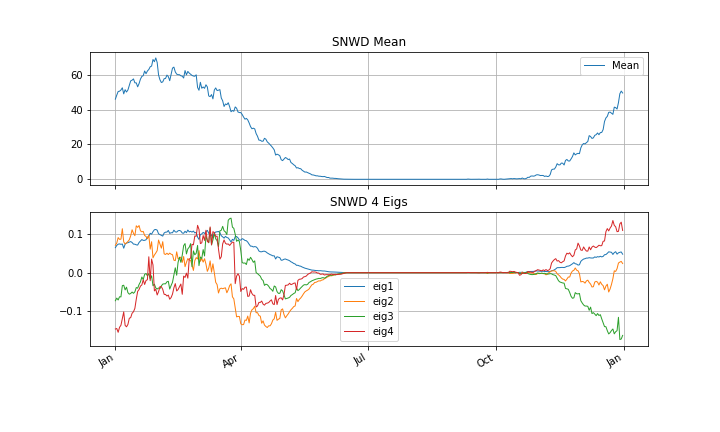 SNWD Mean
60
40
20
0
Mean
SNWD 4 Eigs
0.1
0.0
−0.1
eig1
eig2
eig3
eig4
Jan
Apr
Jul
Oct
Jan